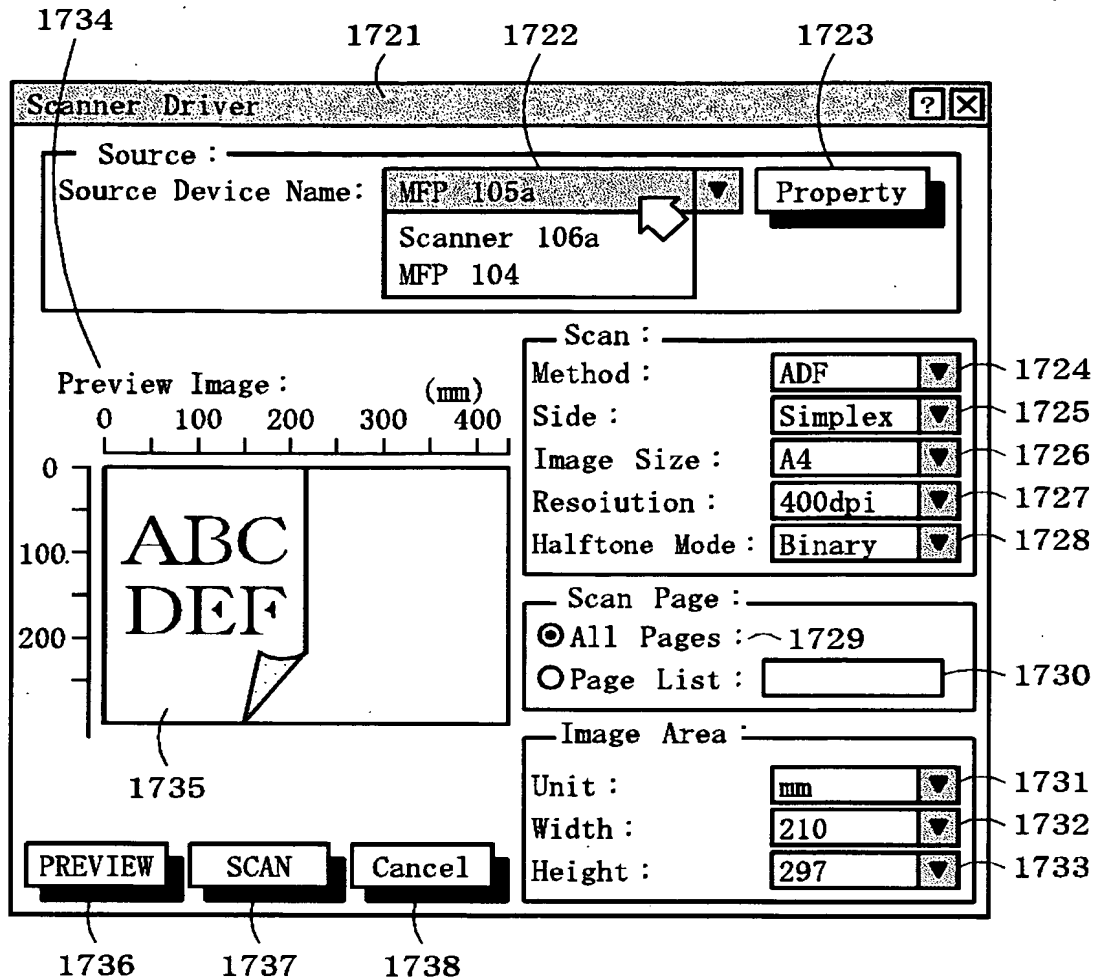 1734
1721 1722 1723
Scanner Driver ?
Source :
Source Device Name: MFP 105a Property
Scanner 106a
MFP 104
Scan :
Method : ADF 1724
Side : Simplex 1725
Image Size : A4 1726
Resoiution : 400dpi 1727
Halftone Mode : Binary 1728
Preview Image : (mm)
0 100 200 300 400
0
100
200
ABC
DEF
1735
Scan Page :
All Pages : 1729
Page List : 1730
Image Area :
Unit : mm 1731
Width : 210 1732
Height : 297 1733
PREVIEW SCAN Cancel
1736 1737 1738